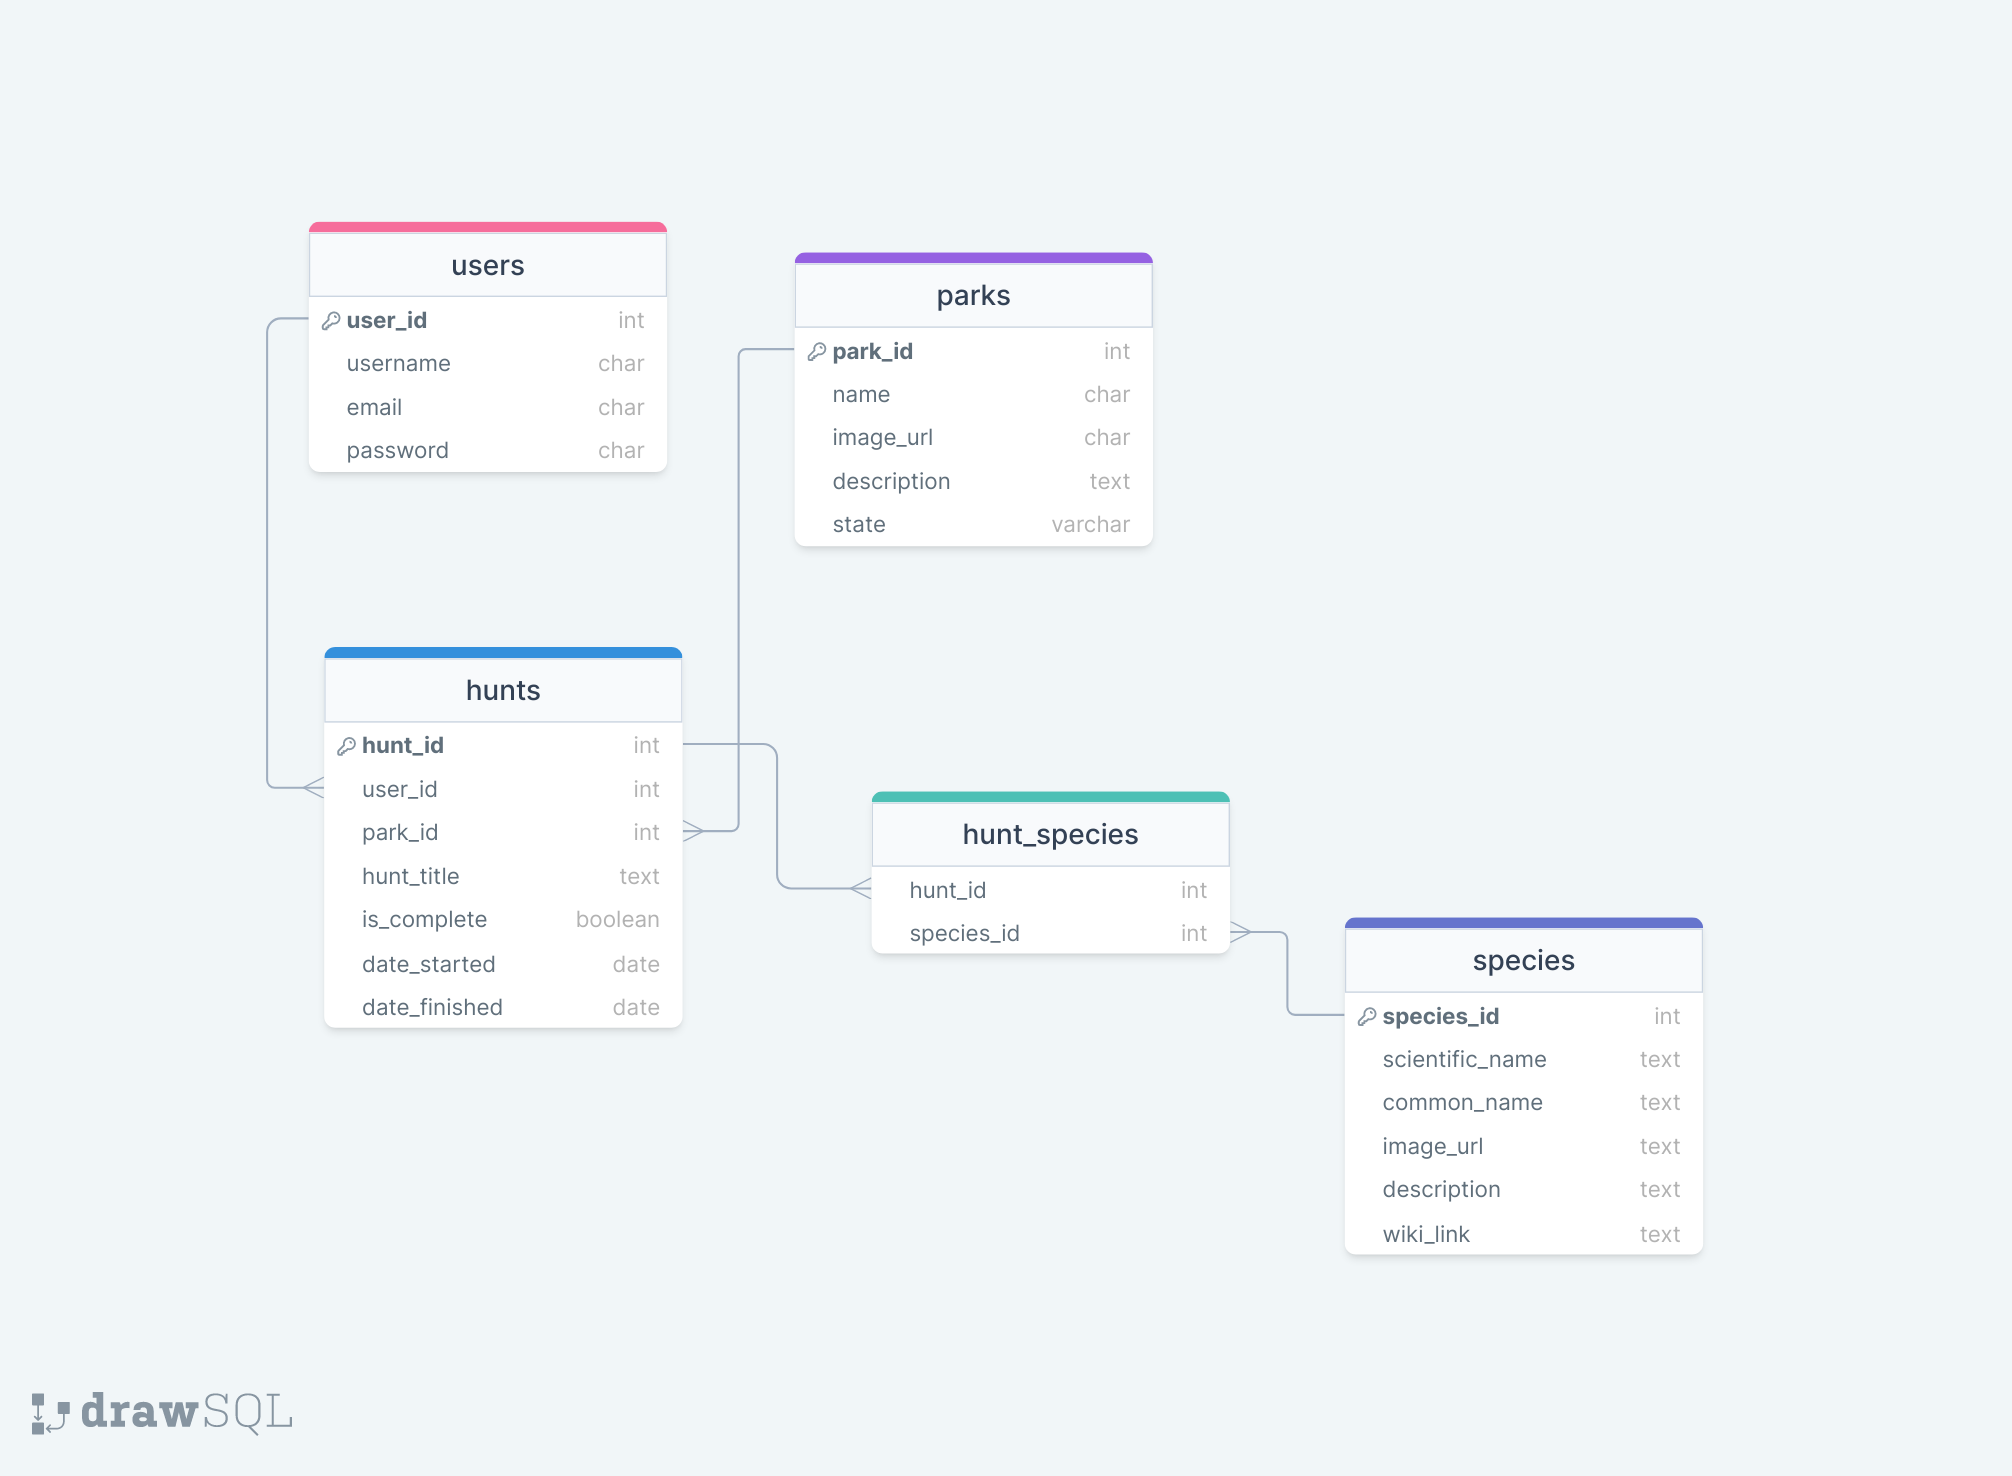 users
user_id int
username char
email char
password char
parks
park_id int
name char
image_url char
description text
state varchar
hunts
hunt_id int
user_id int
park_id int
hunt_title text
is_complete boolean
date_started date
date_finished date
hunt_species
hunt_id int
species_id int
species
species_id int
scientific_name text
common_name text
image_url text
description text
wiki_link text
drawSQL